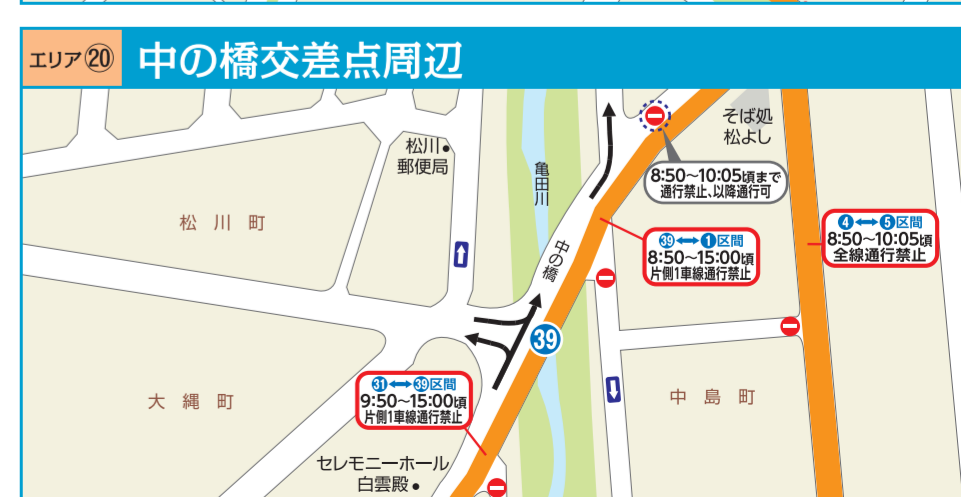 エリア⑳ 中の橋交差点周辺
そば処
松よし
松川
郵便局
8:50~10:05頃まで
通行禁止、以降通行可
亀田川
松川町
中の橋
㊴↔❶区間
8:50~15:00頃
片側1車線通行禁止
❹↔❺区間
8:50~10:05頃
全線通行禁止
39
㉛↔㊴区間
9:50~15:00頃
片側1車線通行禁止
大縄町
中島町
セレモニーホール
白雲殿